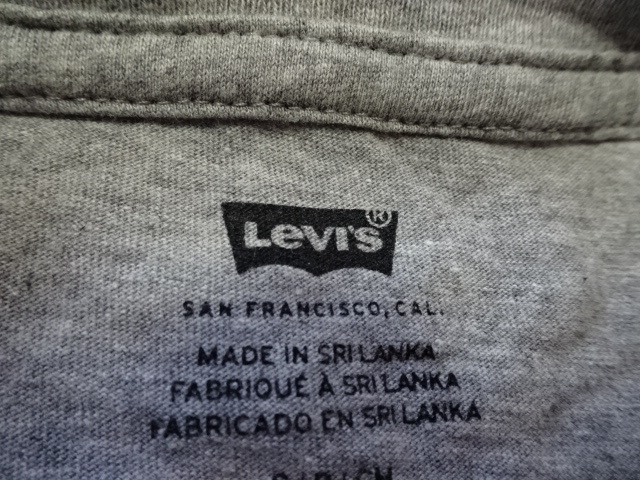 Levi's®
SAN FRANCISCO, CAL.
MADE IN SRI LANKA
FABRIQUÉ À SRI LANKA
FABRICADO EN SRI LANKA